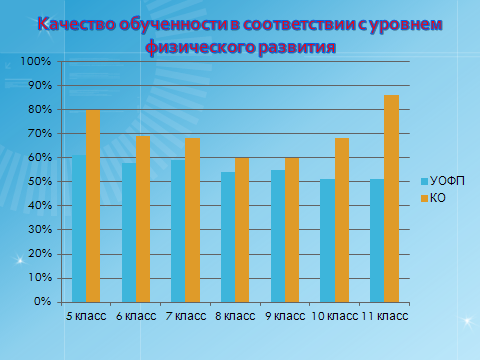 Качество обученности в соответствии с уровнем
физического развития
100%
90%
80%
70%
60%
50%
40%
30%
20%
10%
0%
5 класс 6 класс 7 класс 8 класс 9 класс 10 класс 11 класс
УОФП
КО